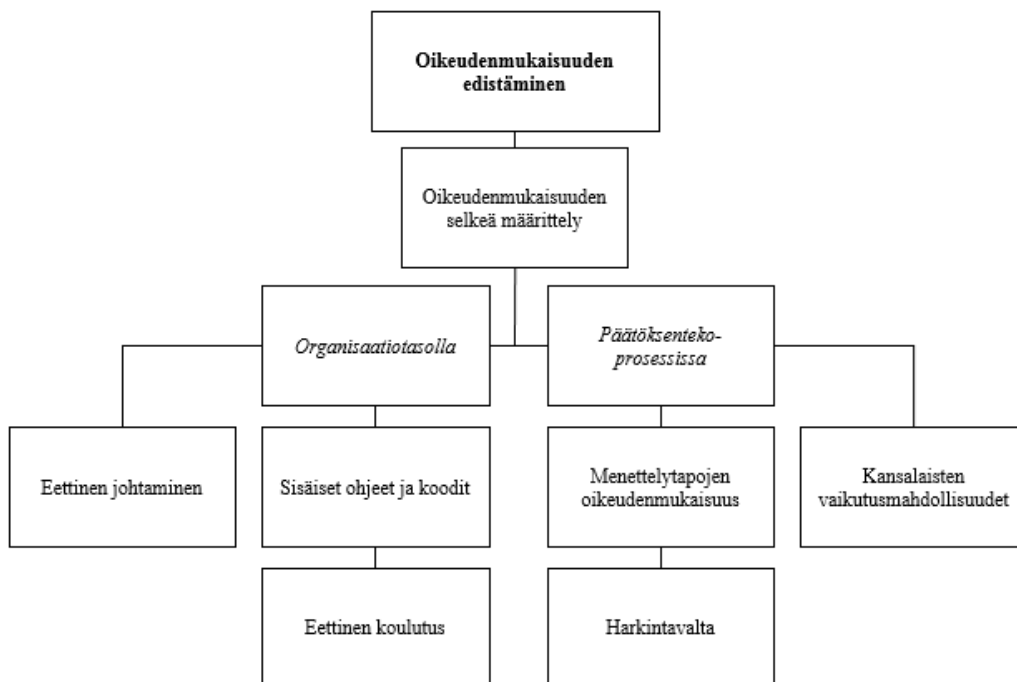 Oikeudenmukaisuuden
edistäminen
Oikeudenmukaisuuden
selkeä määrittely
Organisaatiotasolla
Päätöksenteko-
prosessissa
Eettinen johtaminen
Sisäiset ohjeet ja koodit
Menettelytapojen
oikeudenmukaisuus
Kansalaisten
vaikutusmahdollisuudet
Eettinen koulutus
Harkintavalta